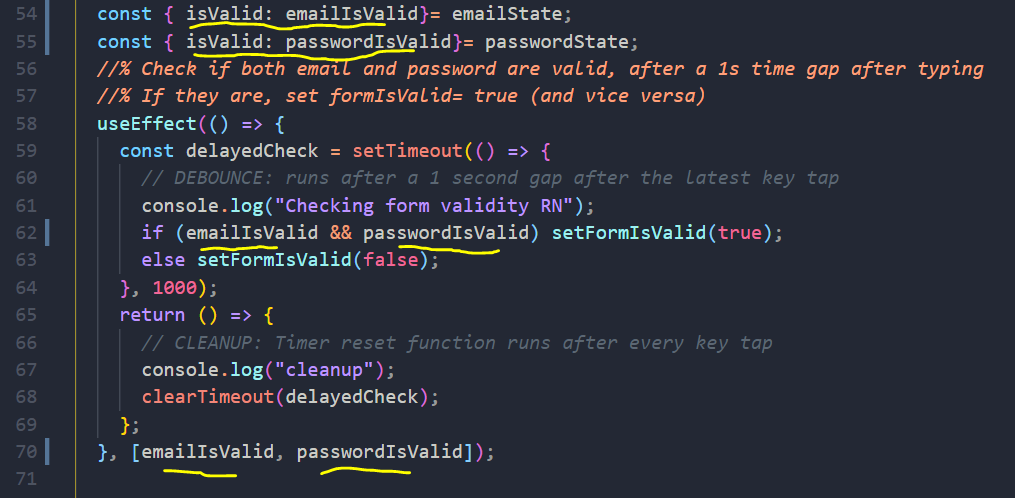 54 const { isValid: emailIsValid}= emailState;
55 const { isValid: passwordIsValid}= passwordState;
56 //% Check if both email and password are valid, after a 1s time gap after typing
57 //% If they are, set formIsValid= true (and vice versa)
58 useEffect(() => {
59 const delayedCheck = setTimeout(() => {
60 // DEBOUNCE: runs after a 1 second gap after the latest key tap
61 console.log("Checking form validity RN");
62 if (emailIsValid && passwordIsValid) setFormIsValid(true);
63 else setFormIsValid(false);
64 }, 1000);
65 return () => {
66 // CLEANUP: Timer reset function runs after every key tap
67 console.log("cleanup");
68 clearTimeout(delayedCheck);
69 };
70 }, [emailIsValid, passwordIsValid]);
71